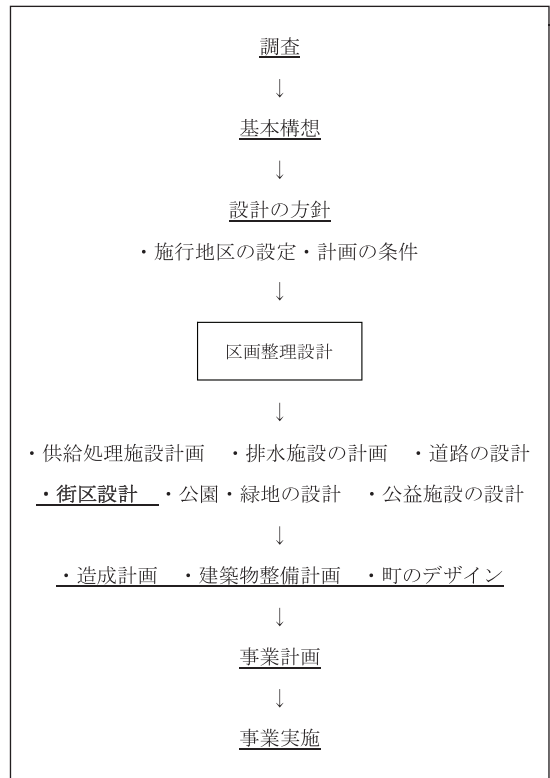 調査
↓
基本構想
↓
設計の方針
・施行地区の設定・計画の条件
↓
区画整理設計
↓
・供給処理施設計画　・排水施設の計画　・道路の設計
・街区設計　・公園・緑地の設計　・公益施設の設計
↓
・造成計画　・建築物整備計画　・町のデザイン
↓
事業計画
↓
事業実施